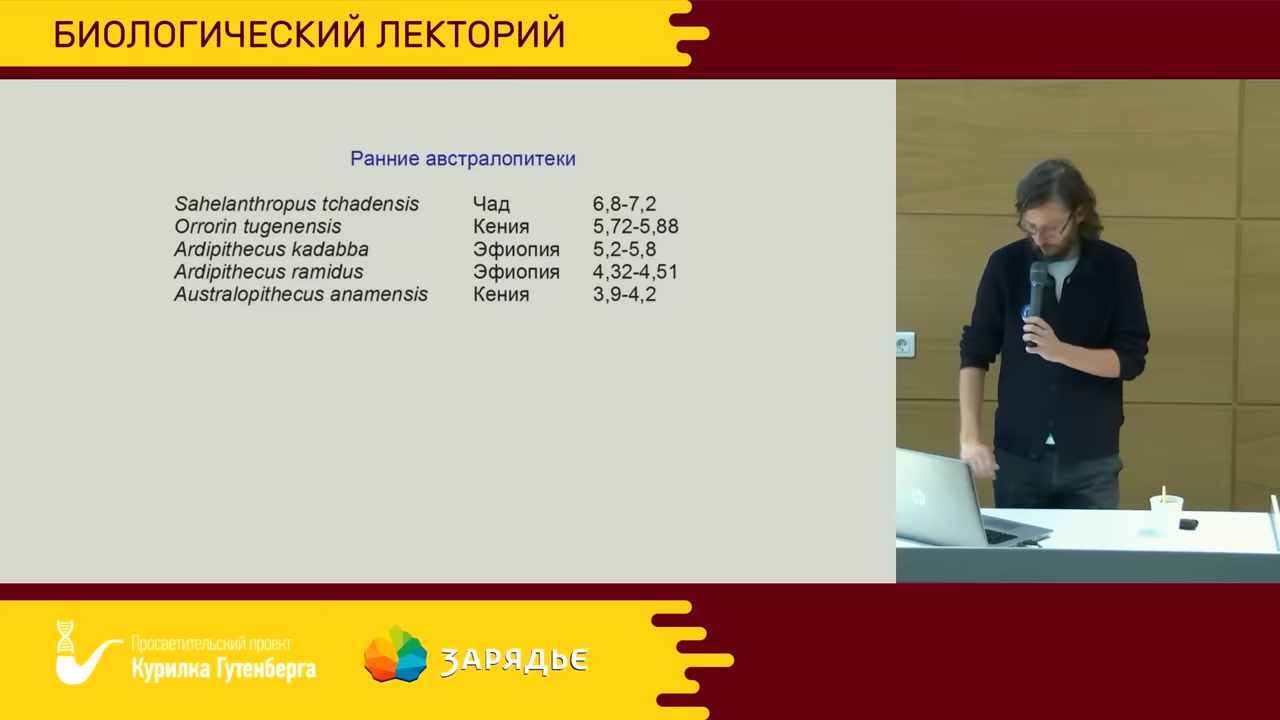 БИОЛОГИЧЕСКИЙ ЛЕКТОРИЙ
Ранние австралопитеки
Sahelanthropus tchadensis Чад 6,8-7,2
Orrorin tugenensis Кения 5,72-5,88
Ardipithecus kadabba Эфиопия 5,2-5,8
Ardipithecus ramidus Эфиопия 4,32-4,51
Australopithecus anamensis Кения 3,9-4,2
Просветительский проект
Курилка Гутенберга
ЗАРЯДЬЕ